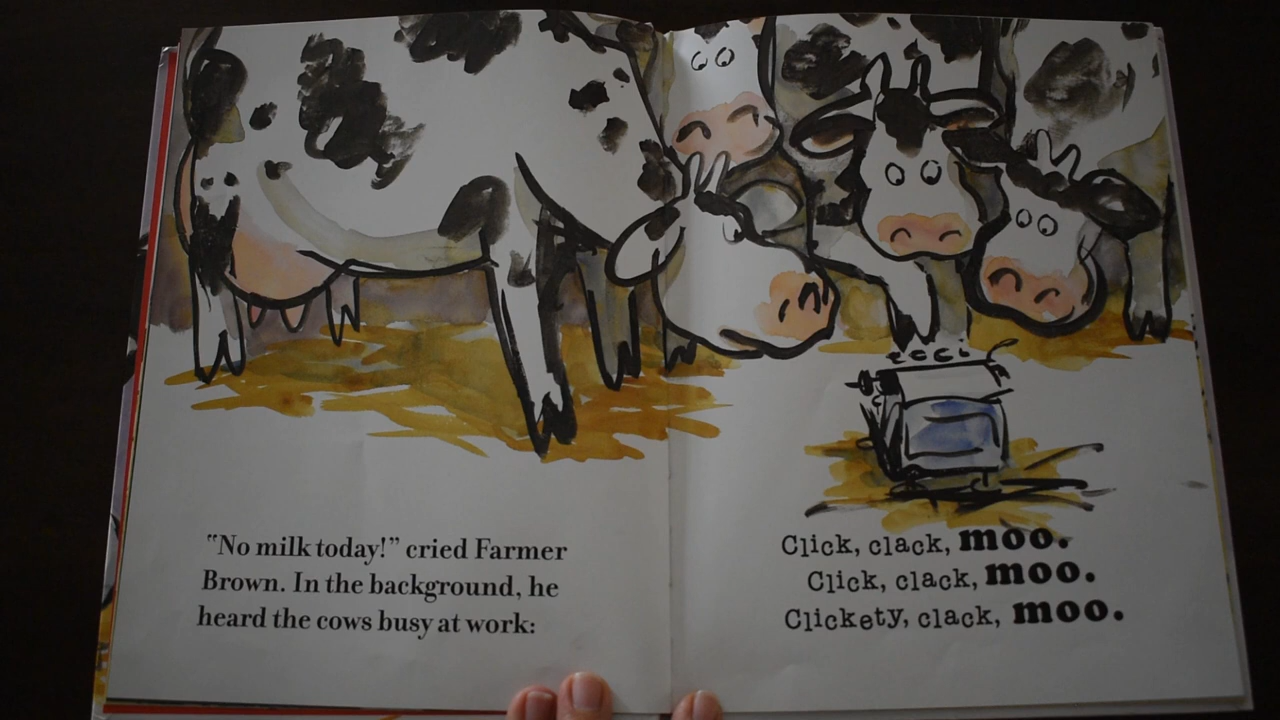 “No milk today!” cried Farmer
Brown. In the background, he
heard the cows busy at work:
Click, clack, moo.
Click, clack, moo.
Clickety, clack, moo.